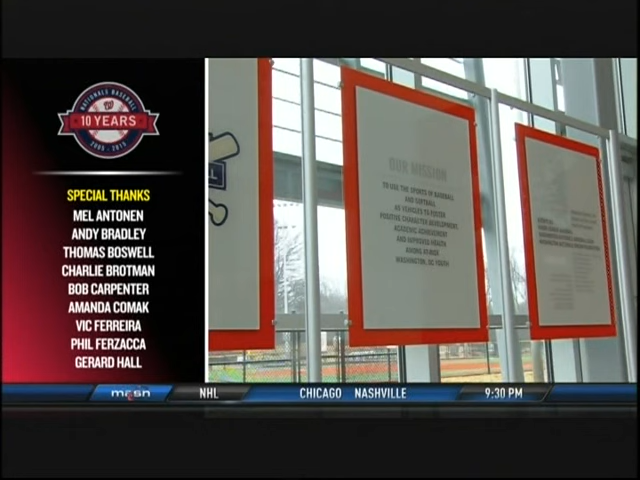 NATIONALS BASEBALL
W
10 YEARS
2005 - 2015
SPECIAL THANKS
MEL ANTONEN
ANDY BRADLEY
THOMAS BOSWELL
CHARLIE BROTMAN
BOB CARPENTER
AMANDA COMAK
VIC FERREIRA
PHIL FERZACCA
GERARD HALL
OUR MISSION
TO USE THE SPORTS OF BASEBALL
AND SOFTBALL
AS VEHICLES TO FOSTER
POSITIVE CHARACTER DEVELOPMENT,
ACADEMIC ACHIEVEMENT
AND IMPROVED HEALTH
AMONG AT-RISK
WASHINGTON, DC YOUTH
masn NHL CHICAGO NASHVILLE 9:30 PM